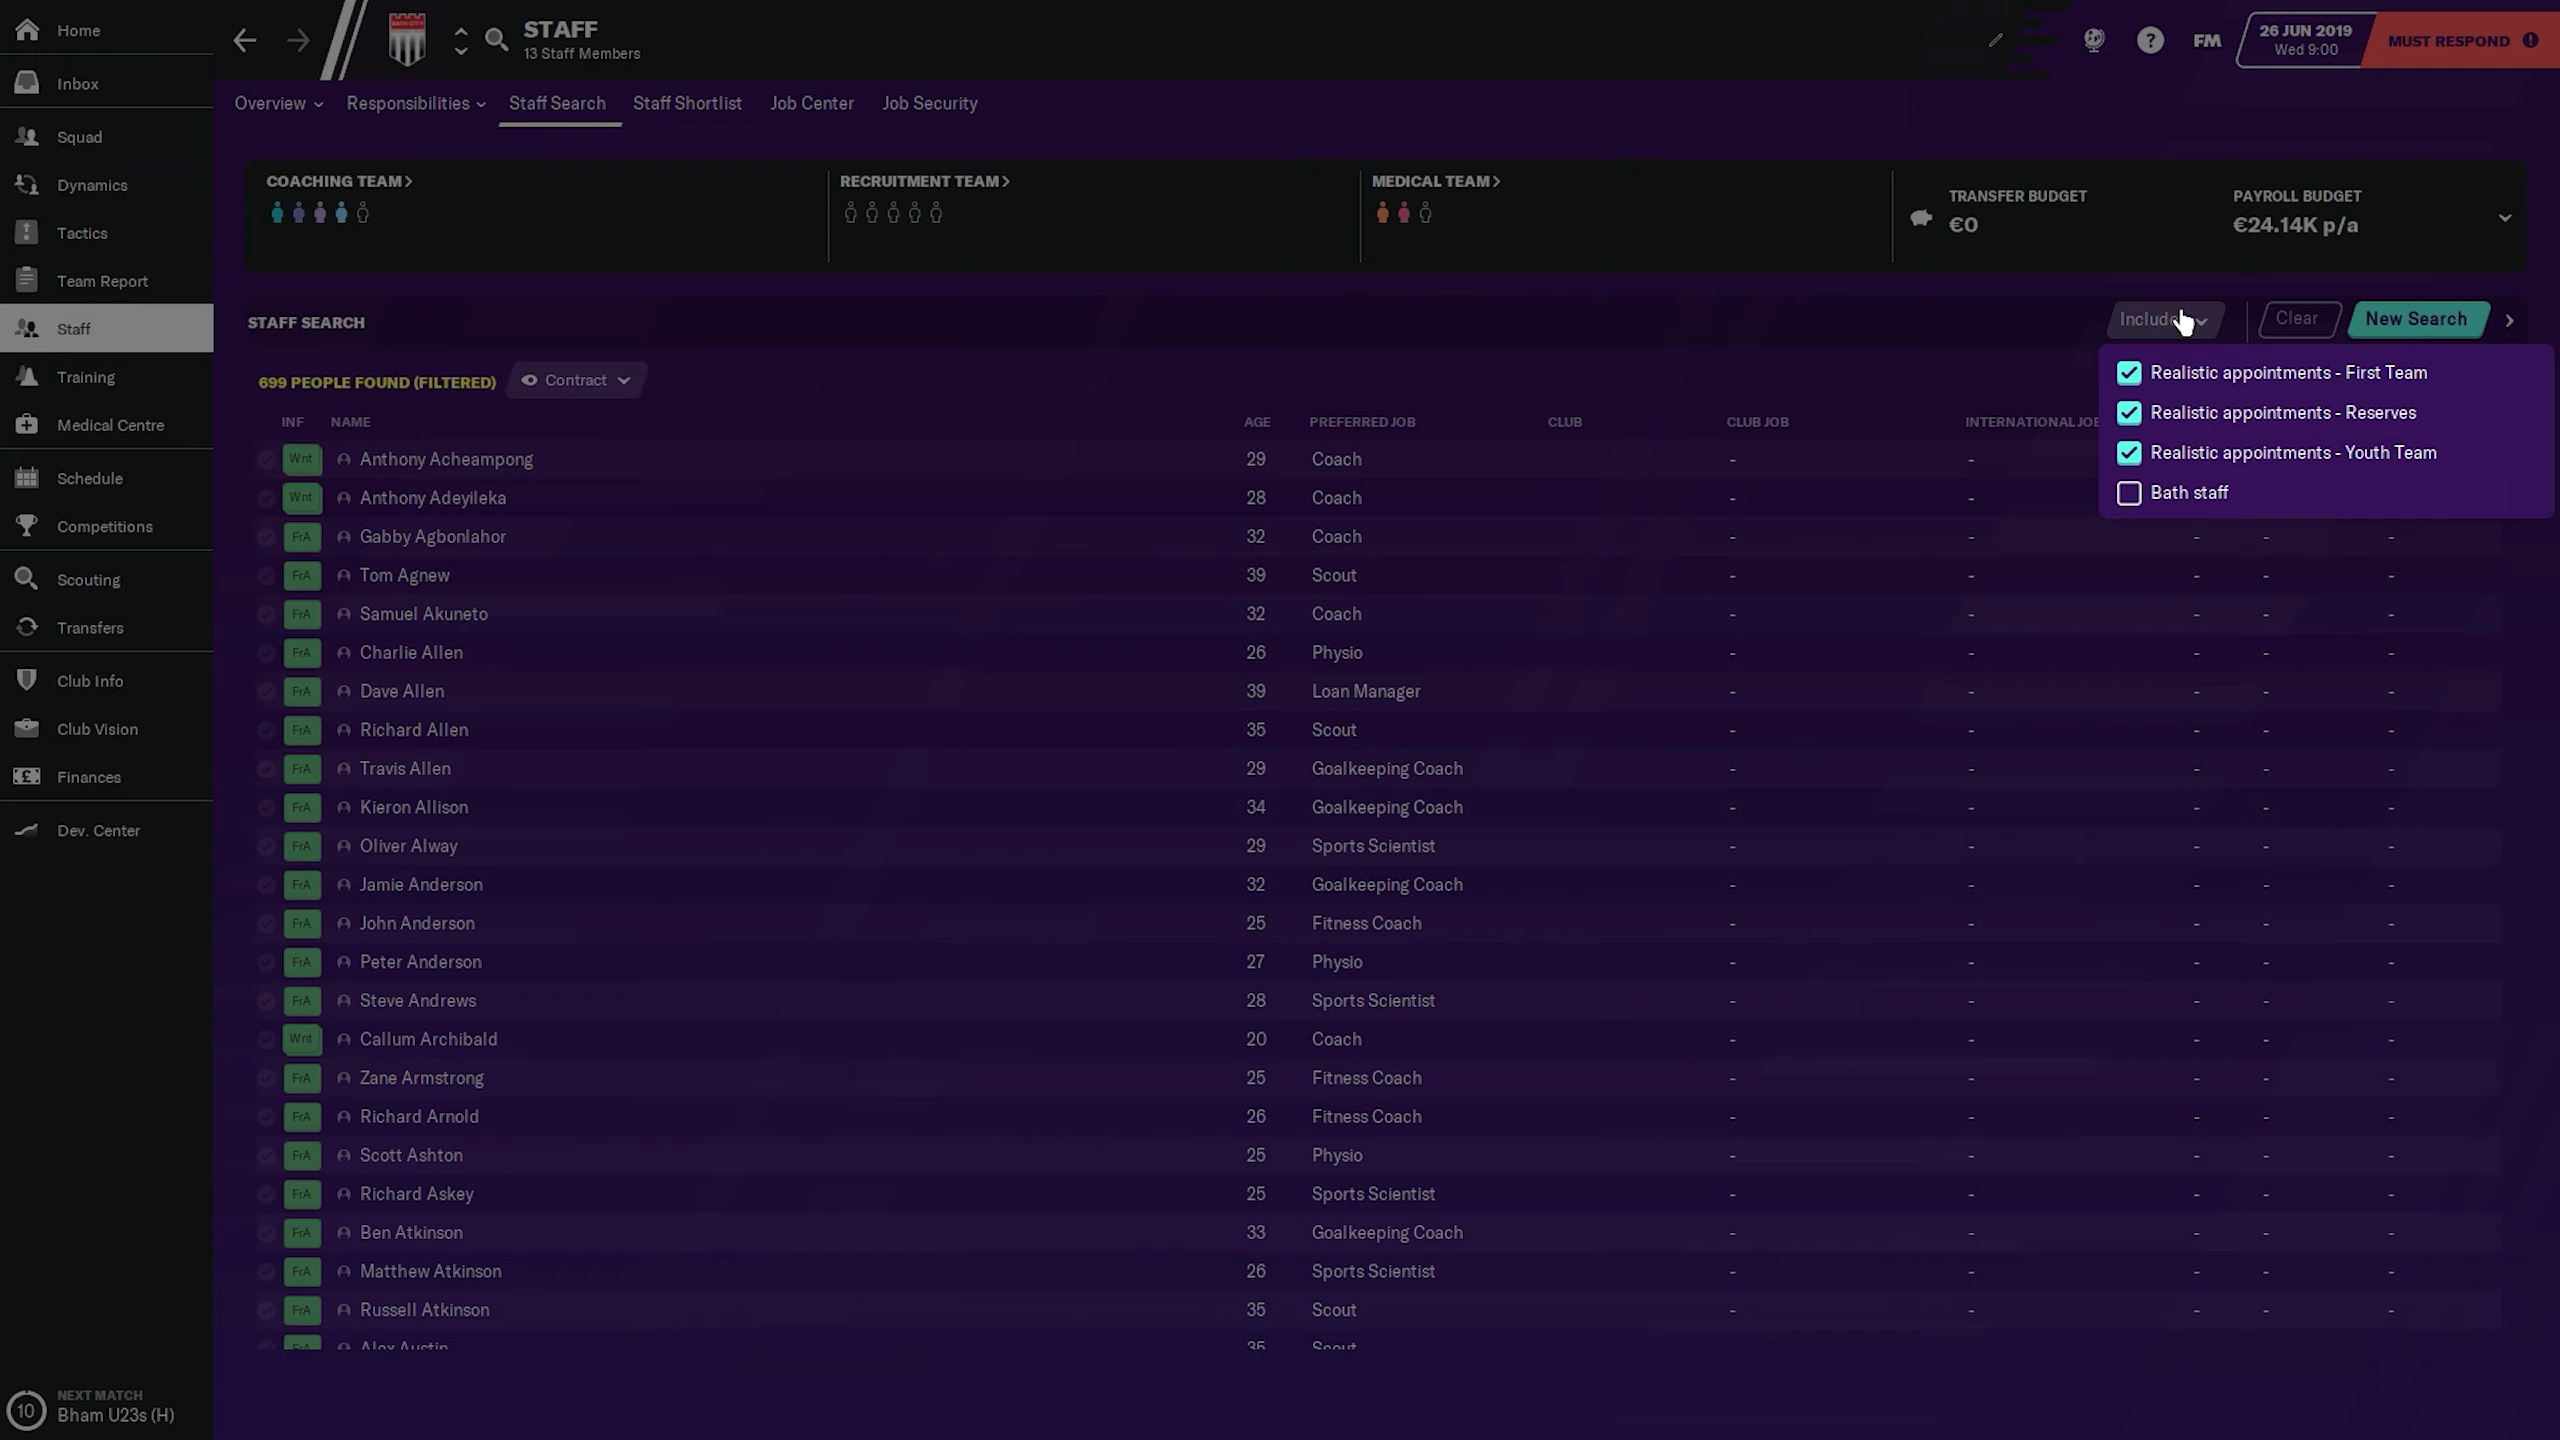 Home
Inbox
Squad
Dynamics
Tactics
Team Report
Staff
Training
Medical Centre
Schedule
Competitions
Scouting
Transfers
Club Info
Club Vision
Finances
Dev. Center
NEXT MATCH
10 Bham U23s (H)
BATH CITY
STAFF
13 Staff Members
FM
26 JUN 2019
Wed 9:00
MUST RESPOND
Overview Responsibilities Staff Search Staff Shortlist Job Center Job Security
COACHING TEAM> RECRUITMENT TEAM> MEDICAL TEAM>
TRANSFER BUDGET PAYROLL BUDGET
€0 €24.14K p/a
STAFF SEARCH
Clear New Search
Realistic appointments - First Team
Realistic appointments - Reserves
Realistic appointments - Youth Team
Bath staff
699 PEOPLE FOUND (FILTERED) Contract
INF NAME AGE PREFERRED JOB CLUB CLUB JOB INTERNATIONAL
Wnt Anthony Acheampong 29 Coach - -
Wnt Anthony Adeyileka 28 Coach - -
FrA Gabby Agbonlahor 32 Coach - - - - -
FrA Tom Agnew 39 Scout - - - - -
FrA Samuel Akuneto 32 Coach - - - - -
FrA Charlie Allen 26 Physio - - - - -
FrA Dave Allen 39 Loan Manager - - - - -
FrA Richard Allen 35 Scout - - - - -
FrA Travis Allen 29 Goalkeeping Coach - - - - -
FrA Kieron Allison 34 Goalkeeping Coach - - - - -
FrA Oliver Alway 29 Sports Scientist - - - - -
FrA Jamie Anderson 32 Goalkeeping Coach - - - - -
FrA John Anderson 25 Fitness Coach - - - - -
FrA Peter Anderson 27 Physio - - - - -
FrA Steve Andrews 28 Sports Scientist - - - - -
Wnt Callum Archibald 20 Coach - - - - -
FrA Zane Armstrong 25 Fitness Coach - - - - -
FrA Richard Arnold 26 Fitness Coach - - - - -
FrA Scott Ashton 25 Physio - - - - -
FrA Richard Askey 25 Sports Scientist - - - - -
FrA Ben Atkinson 33 Goalkeeping Coach - - - - -
FrA Matthew Atkinson 26 Sports Scientist - - - - -
FrA Russell Atkinson 35 Scout - - - - -
FrA Alex Austin 35 Scout